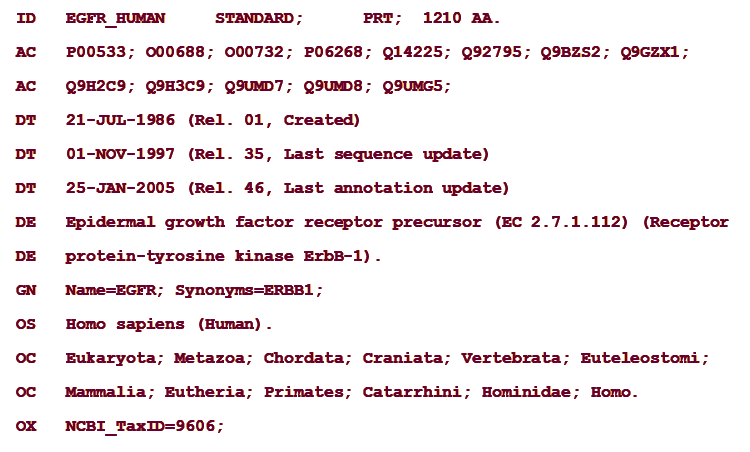 ID   EGFR_HUMAN     STANDARD;      PRT;  1210 AA.
AC   P00533; O00688; O00732; P06268; Q14225; Q92795; Q9BZS2; Q9GZX1;
AC   Q9H2C9; Q9H3C9; Q9UMD7; Q9UMD8; Q9UMG5;
DT   21-JUL-1986 (Rel. 01, Created)
DT   01-NOV-1997 (Rel. 35, Last sequence update)
DT   25-JAN-2005 (Rel. 46, Last annotation update)
DE   Epidermal growth factor receptor precursor (EC 2.7.1.112) (Receptor
DE   protein-tyrosine kinase ErbB-1).
GN   Name=EGFR; Synonyms=ERBB1;
OS   Homo sapiens (Human).
OC   Eukaryota; Metazoa; Chordata; Craniata; Vertebrata; Euteleostomi;
OC   Mammalia; Eutheria; Primates; Catarrhini; Hominidae; Homo.
OX   NCBI_TaxID=9606;